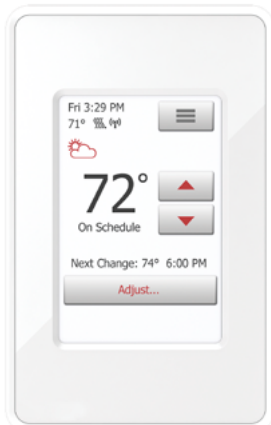 Fri 3:29 PM
71°
72°
On Schedule
Next Change: 74° 6:00 PM
Adjust...